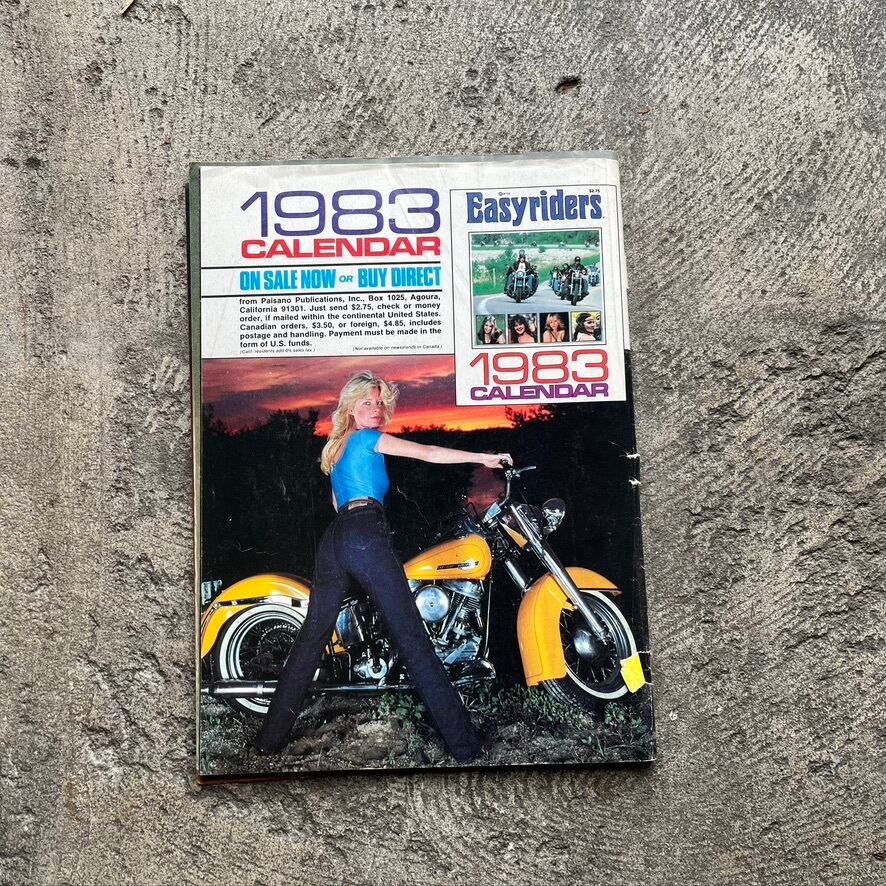 1983
CALENDAR
ON SALE NOW OR BUY DIRECT
from Paisano Publications, Inc., Box 1025, Agoura,
California 91301. Just send $2.75, check or money
order, if mailed within the continental United States.
Canadian orders, $3.50, or foreign, $4.85, includes
postage and handling. Payment must be made in the
form of U.S. funds.
(Calif. residents add 6% sales tax.) (Not available on newsstands in Canada.)
$2.75
Easyriders
1983
CALENDAR